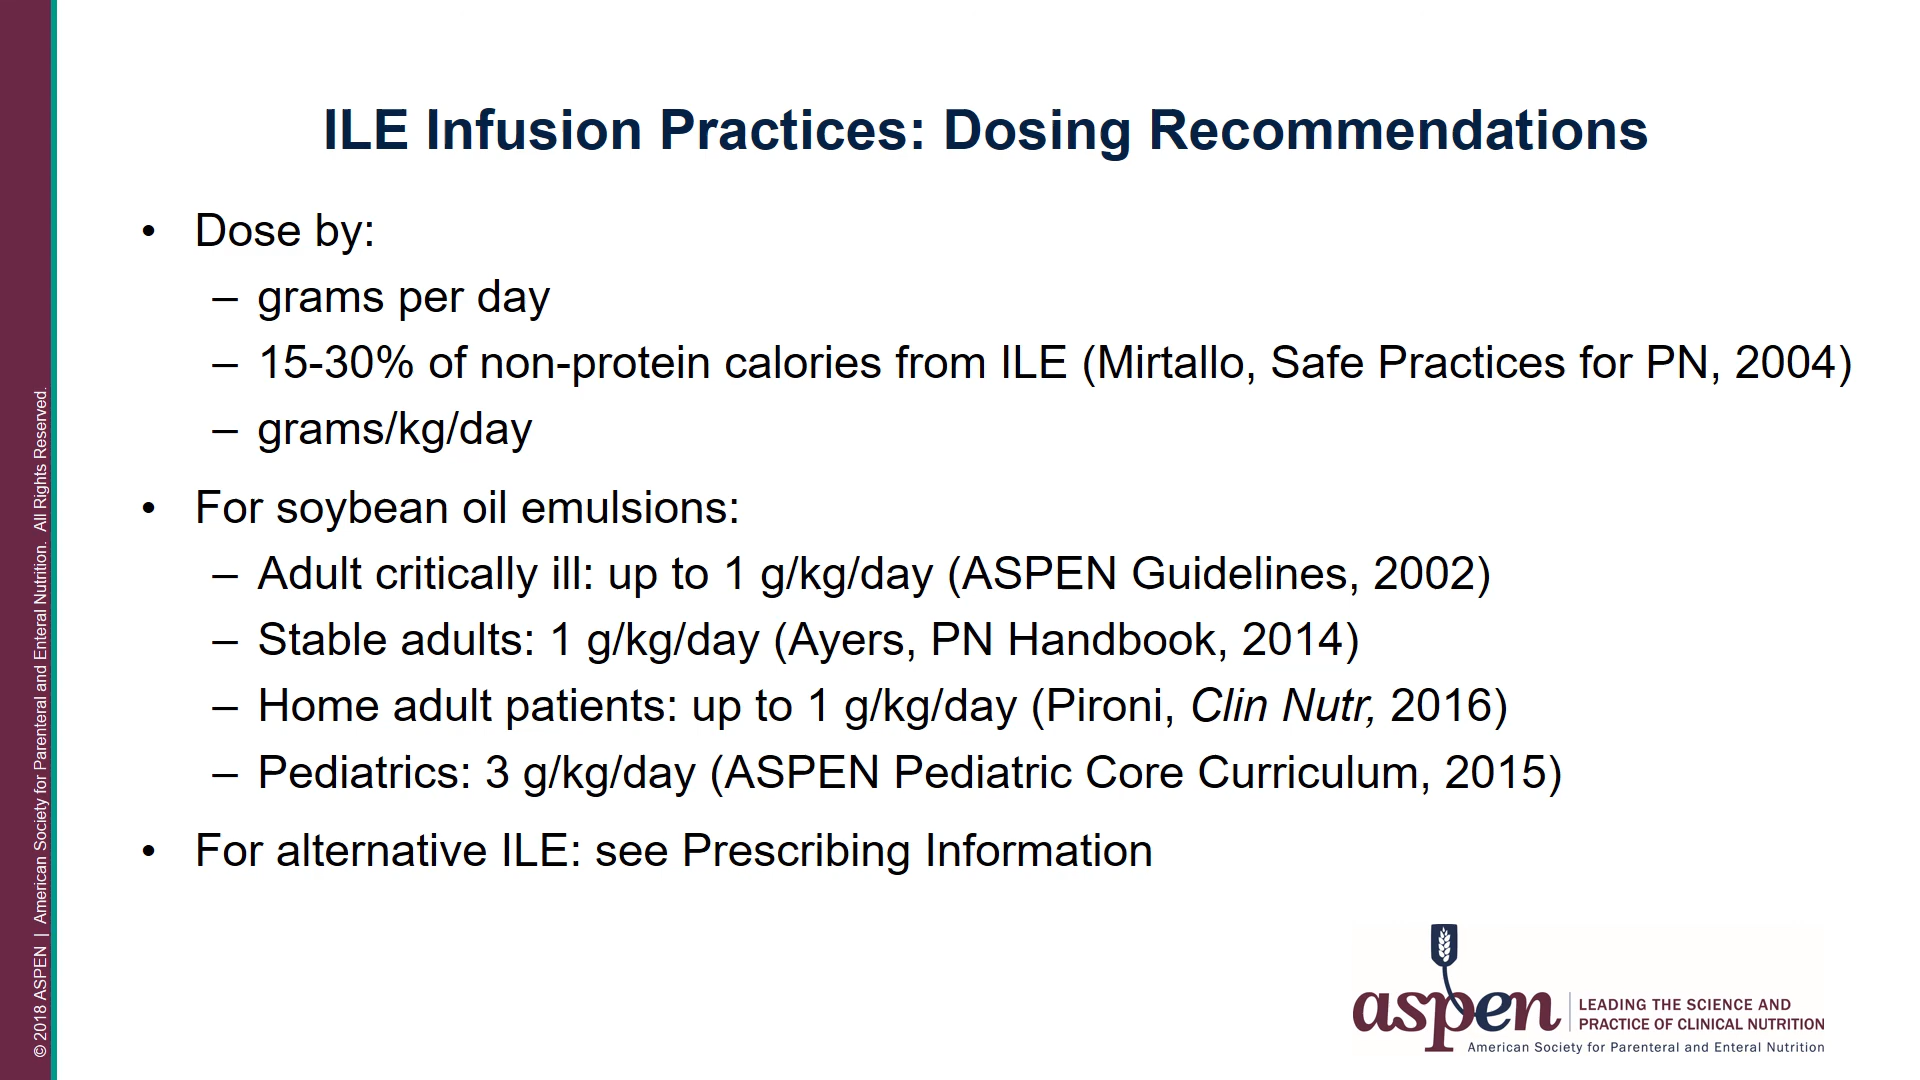 ILE Infusion Practices: Dosing Recommendations
• Dose by:
– grams per day
– 15-30% of non-protein calories from ILE (Mirtallo, Safe Practices for PN, 2004)
– grams/kg/day
• For soybean oil emulsions:
– Adult critically ill: up to 1 g/kg/day (ASPEN Guidelines, 2002)
– Stable adults: 1 g/kg/day (Ayers, PN Handbook, 2014)
– Home adult patients: up to 1 g/kg/day (Pironi, Clin Nutr, 2016)
– Pediatrics: 3 g/kg/day (ASPEN Pediatric Core Curriculum, 2015)
• For alternative ILE: see Prescribing Information
© 2018 ASPEN | American Society for Parenteral and Enteral Nutrition. All Rights Reserved.
aspen
LEADING THE SCIENCE AND
PRACTICE OF CLINICAL NUTRITION
American Society for Parenteral and Enteral Nutrition